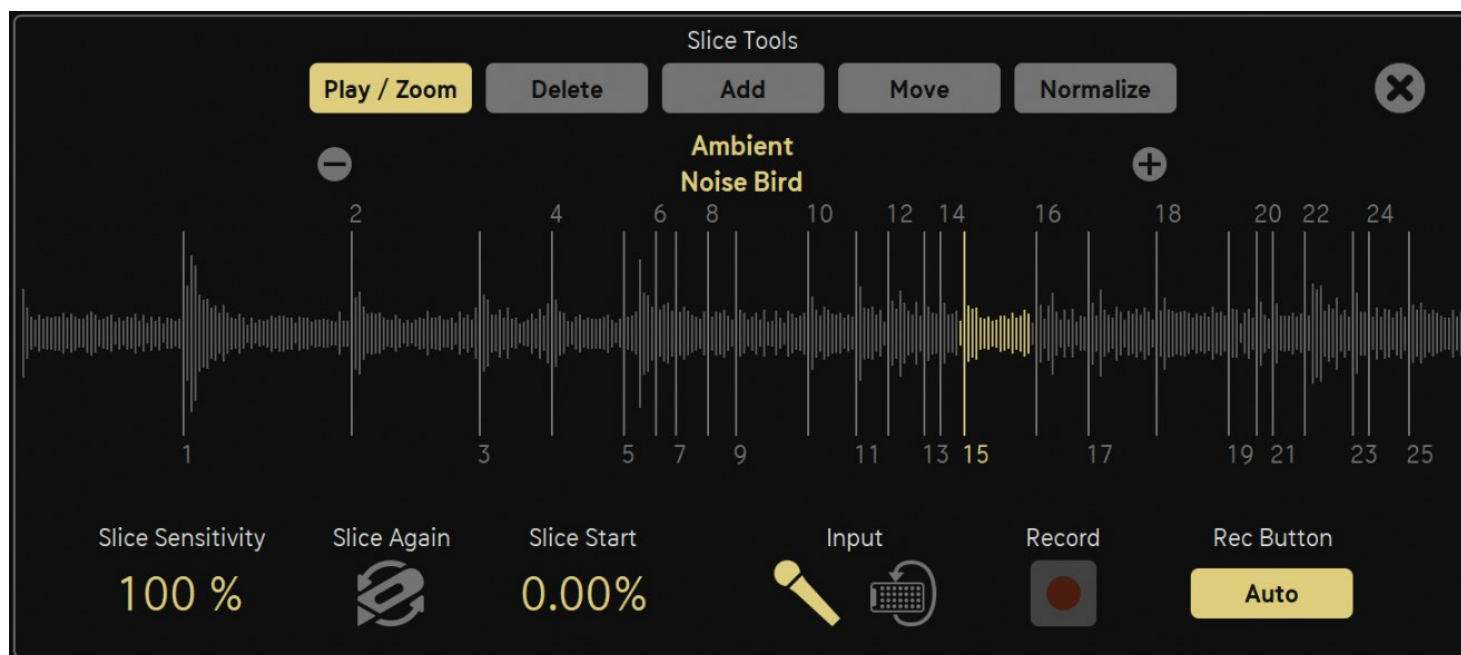 Slice Tools
Play / Zoom Delete Add Move Normalize
Ambient
Noise Bird
2 4 6 8 10 12 14 16 18 20 22 24
1 3 5 7 9 11 13 15 17 19 21 23 25
Slice Sensitivity Slice Again Slice Start Input Record Rec Button
100 % 0.00% Auto